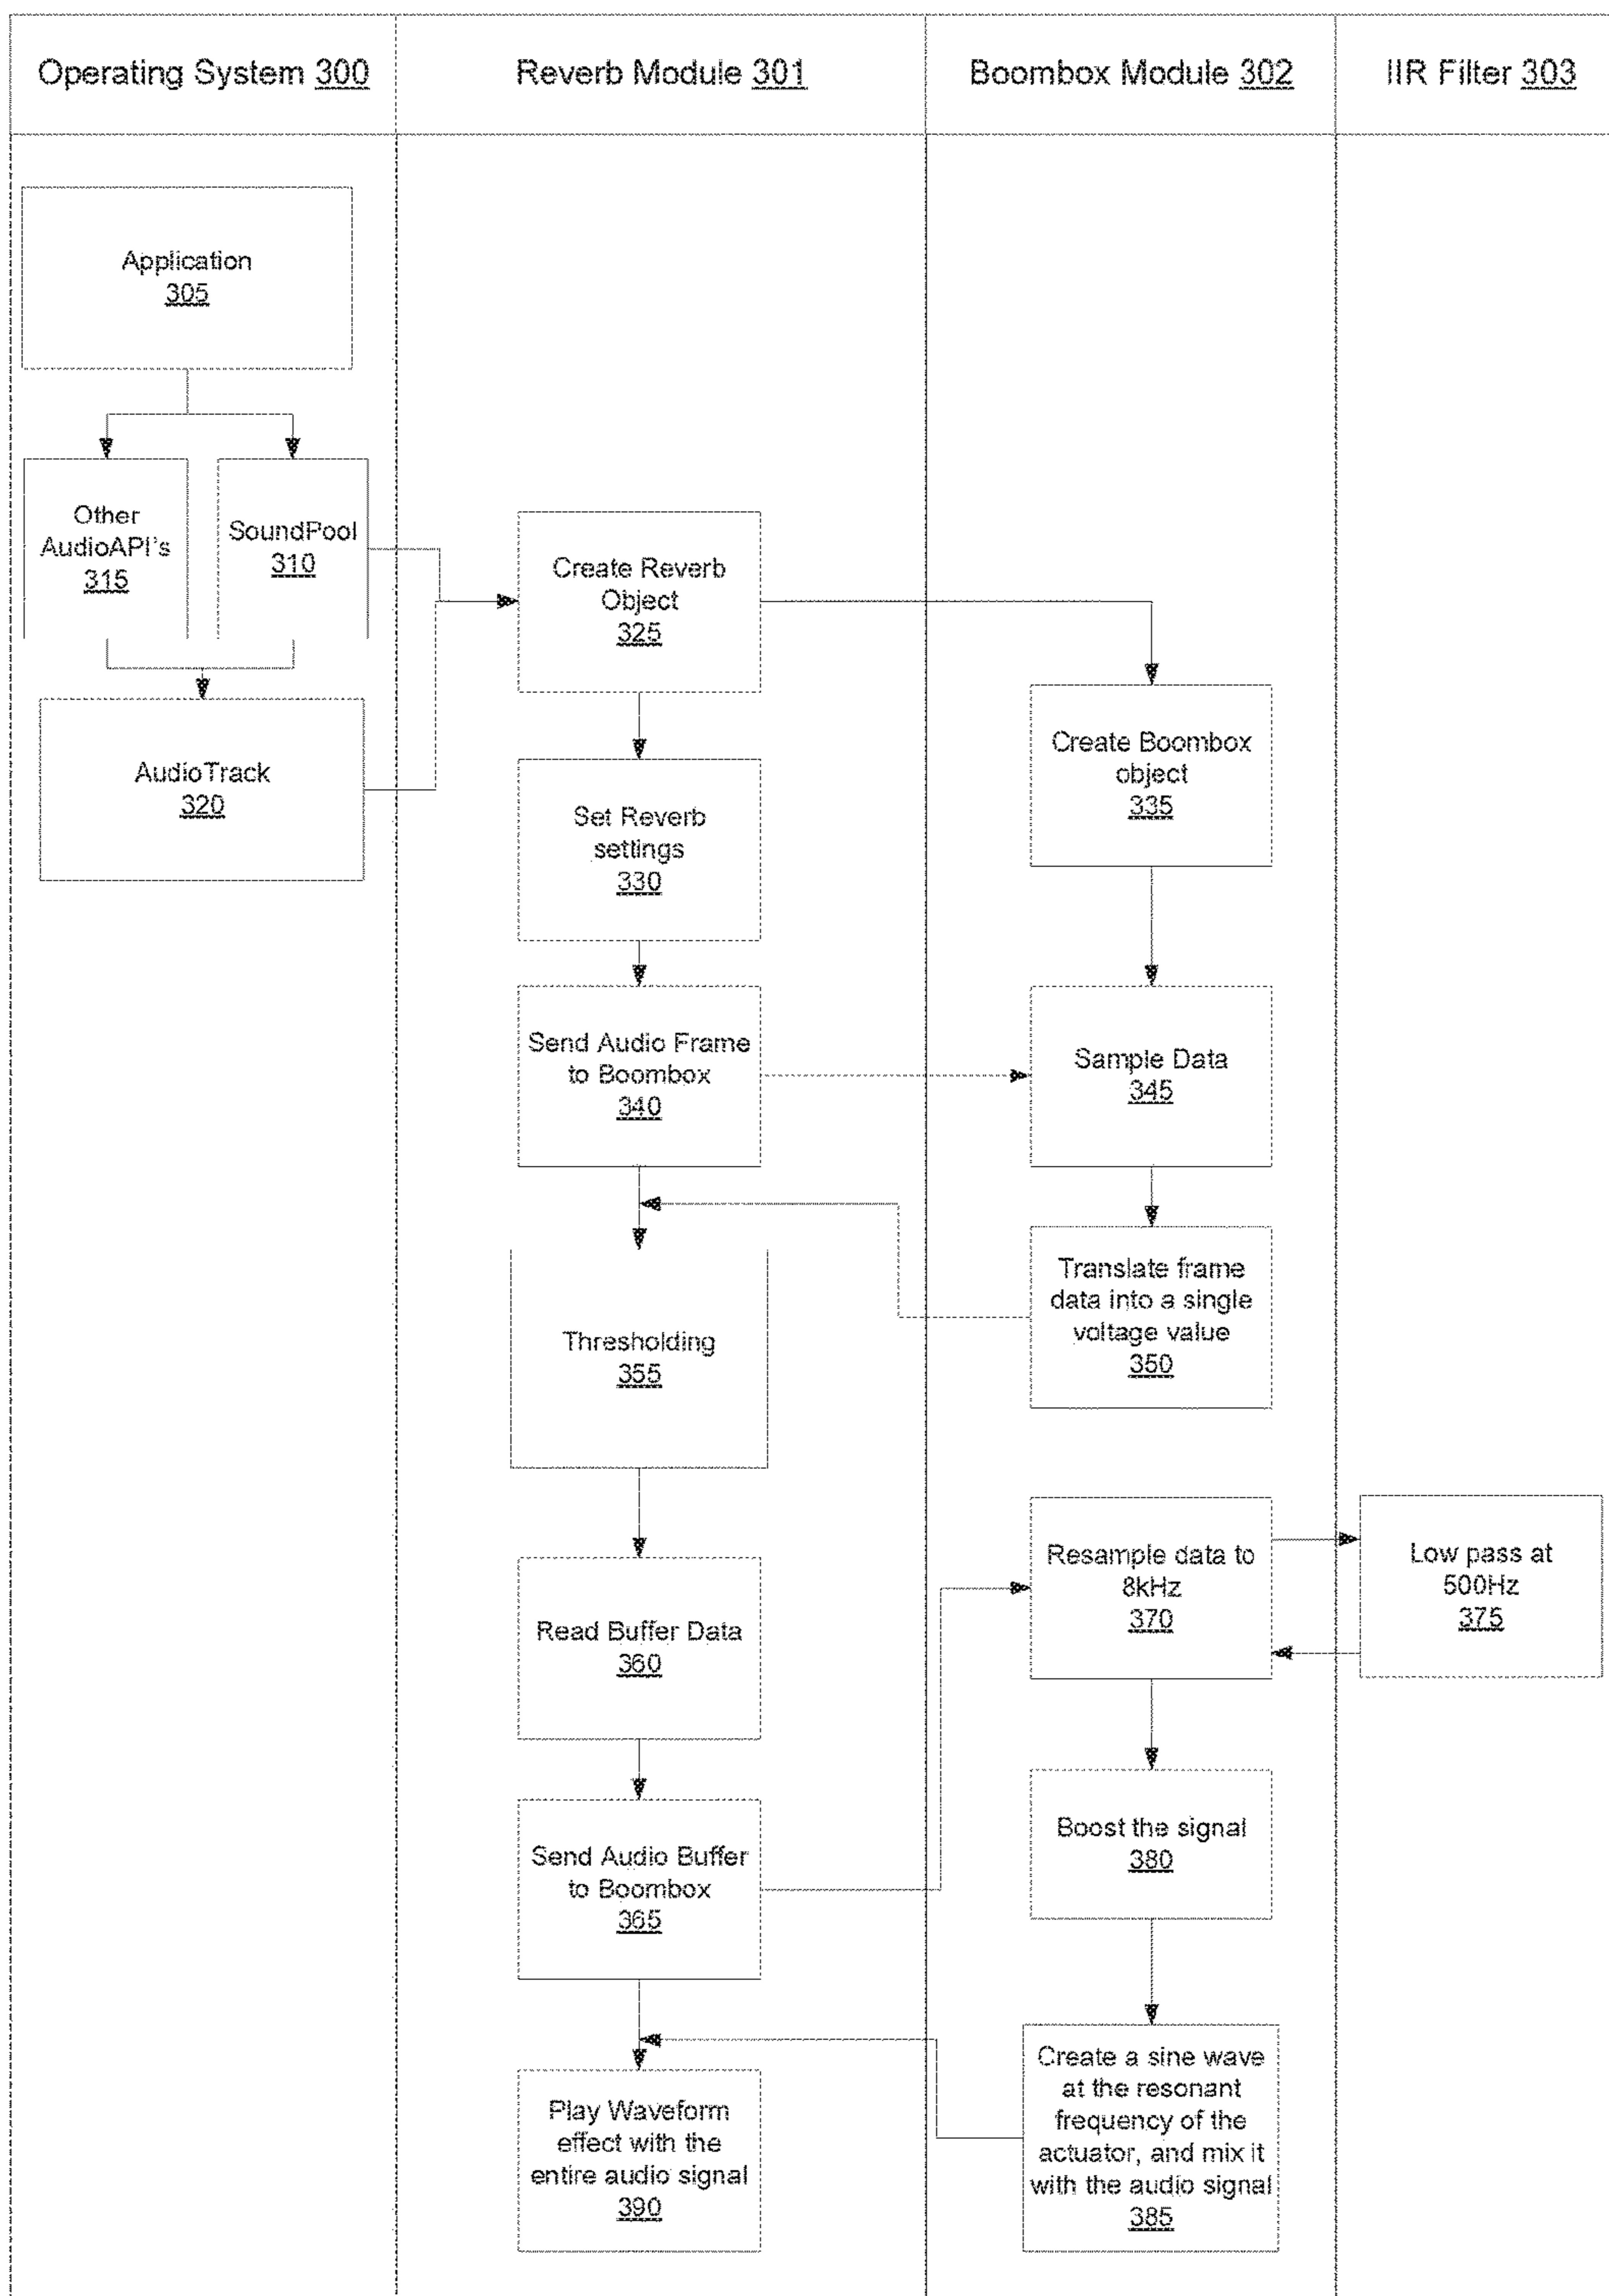 Operating System 300
Reverb Module 301
Boombox Module 302
IIR Filter 303
Application
305
Other
AudioAPI's
315
SoundPool
310
AudioTrack
320
Create Reverb
Object
325
Set Reverb
settings
330
Create Boombox
object
335
Send Audio Frame
to Boombox
340
Sample Data
345
Translate frame
data into a single
voltage value
350
Thresholding
355
Read Buffer Data
360
Send Audio Buffer
to Boombox
365
Resample data to
8kHz
370
Low pass at
500Hz
375
Boost the signal
380
Create a sine wave
at the resonant
frequency of the
actuator, and mix it
with the audio signal
385
Play Waveform
effect with the
entire audio signal
390